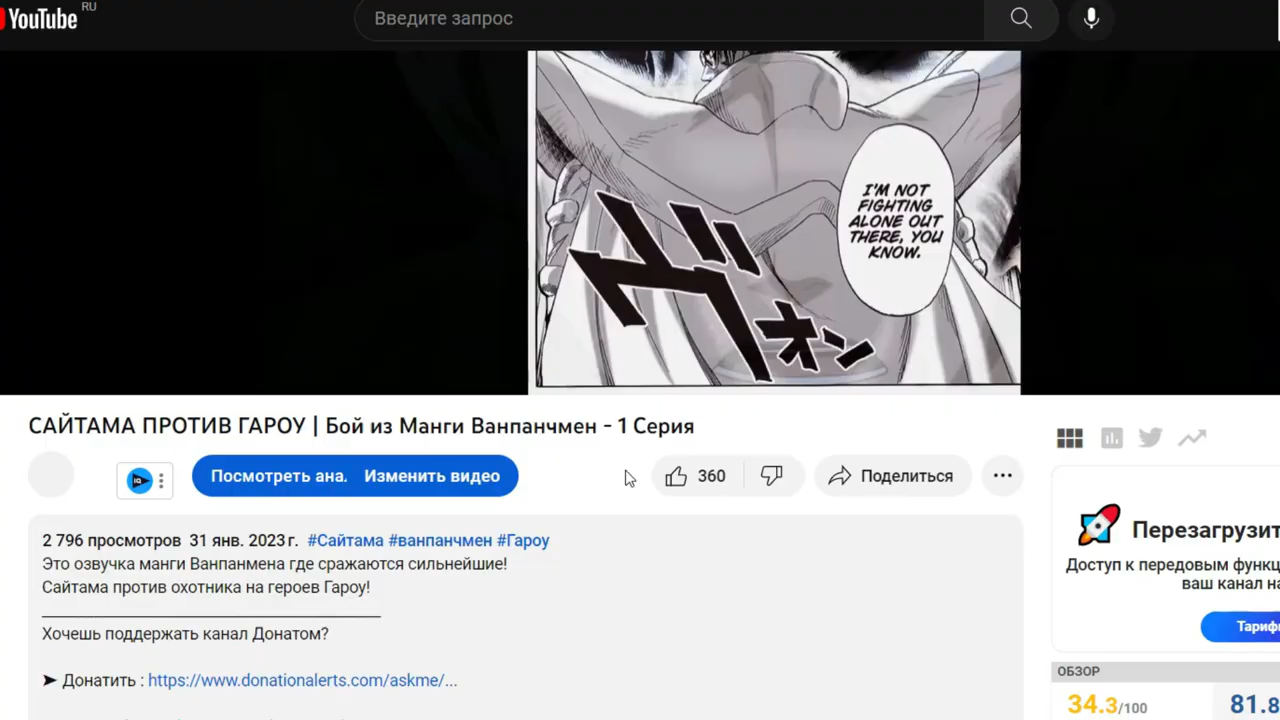 YouTube RU
Введите запрос
I'M NOT
FIGHTING
ALONE OUT
THERE, YOU
KNOW.
ズオン
САЙТАМА ПРОТИВ ГАРОУ | Бой из Манги Ванпанчмен - 1 Серия
Посмотреть ана. Изменить видео
360
Поделиться
2 796 просмотров 31 янв. 2023 г. #Сайтама #ванпанчмен #Гароу
Это озвучка манги Ванпанмена где сражаются сильнейшие!
Сайтама против охотника на героев Гароу!
Хочешь поддержать канал Донатом?
➤ Донатить : https://www.donationalerts.com/askme/...
Перезагрузит
Доступ к передовым функц
ваш канал на
Тариф
ОБЗОР
34.3/100
81.8